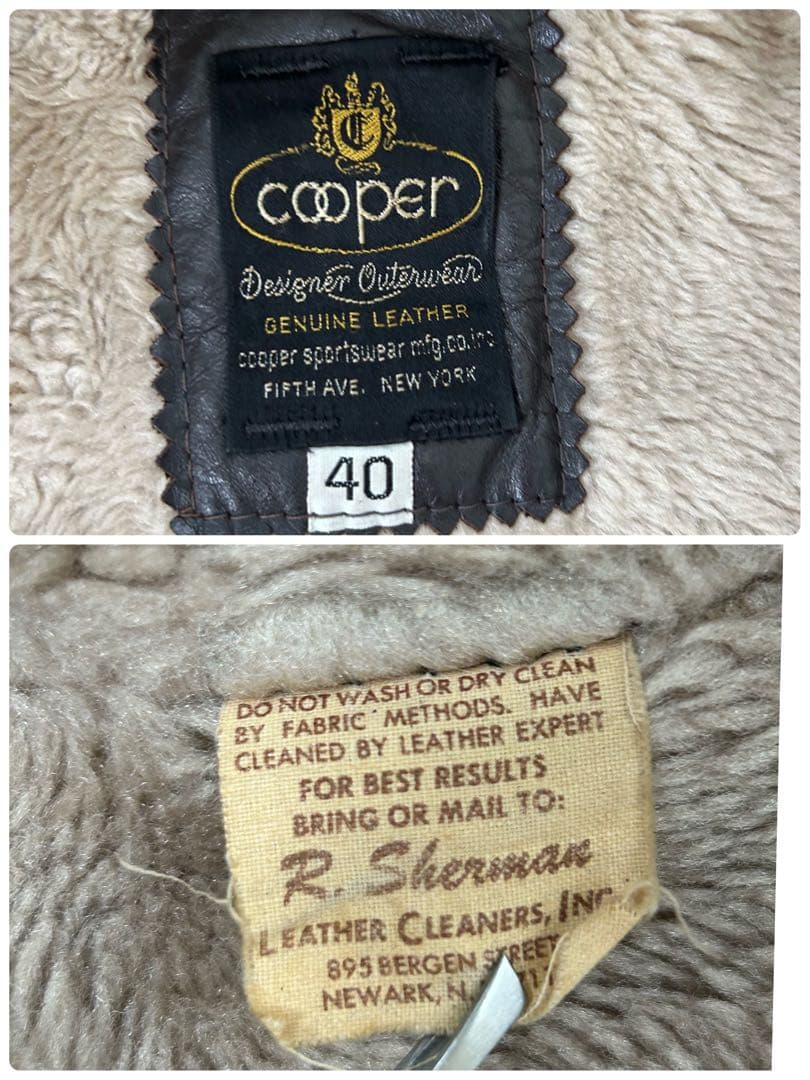 C
cooper
Designer Outerwear
GENUINE LEATHER
cooper sportswear mfg.co.inc
FIFTH AVE. NEW YORK
40
DO NOT WASH OR DRY CLEAN
BY FABRIC METHODS. HAVE
CLEANED BY LEATHER EXPERT
FOR BEST RESULTS
BRING OR MAIL TO:
R. Sherman
LEATHER CLEANERS, INC.
895 BERGEN STREET
NEWARK, N.